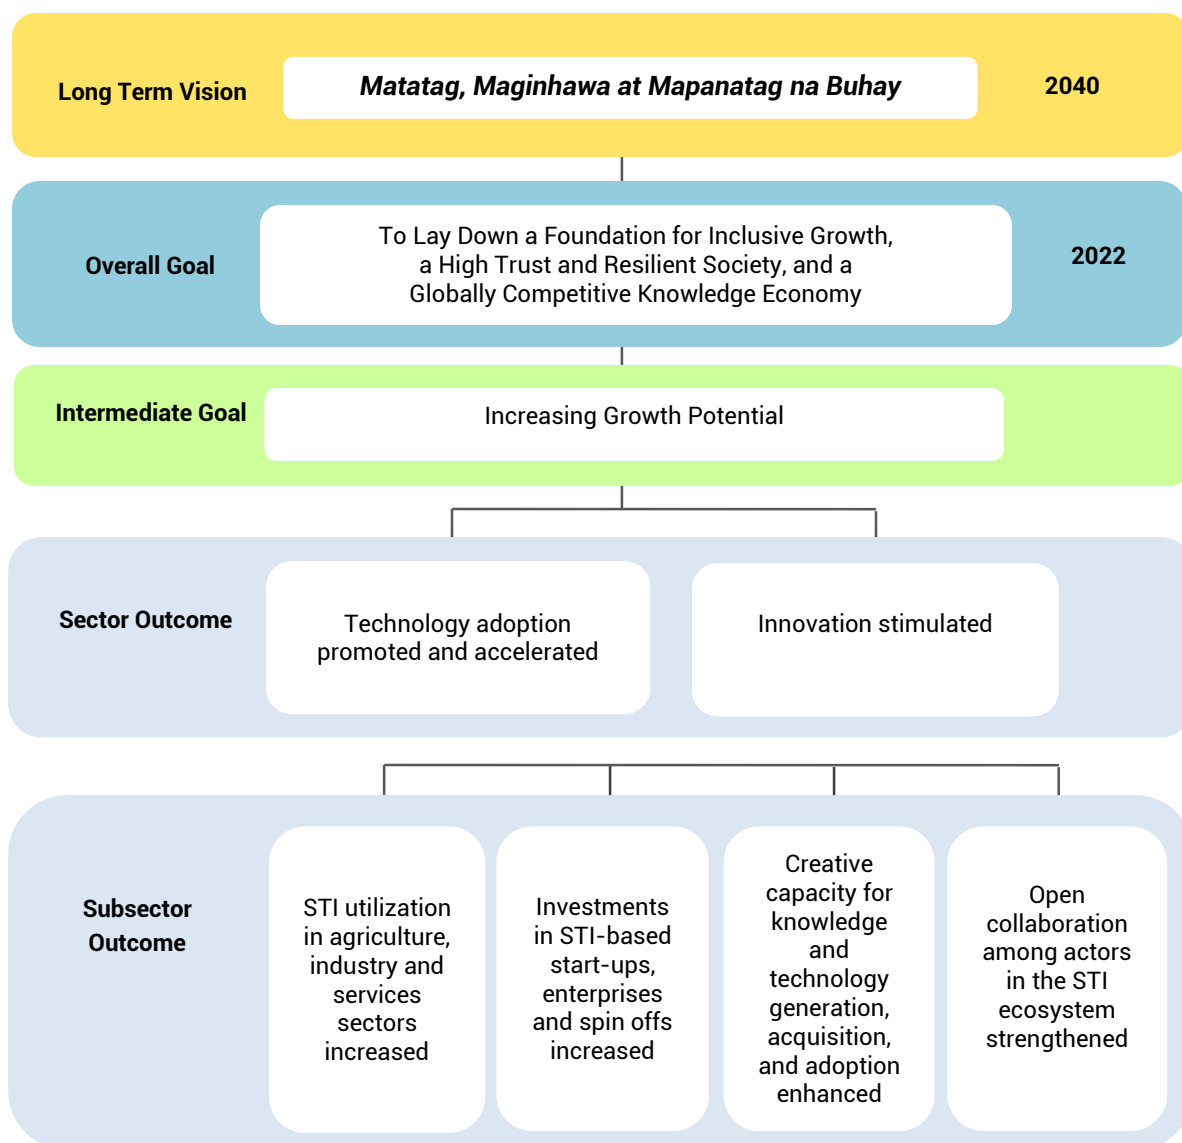 Long Term Vision
Matatag, Maginhawa at Mapanatag na Buhay
2040
Overall Goal
To Lay Down a Foundation for Inclusive Growth,
a High Trust and Resilient Society, and a
Globally Competitive Knowledge Economy
2022
Intermediate Goal
Increasing Growth Potential
Sector Outcome
Technology adoption
promoted and accelerated
Innovation stimulated
Subsector
Outcome
STI utilization
in agriculture,
industry and
services
sectors
increased
Investments
in STI-based
start-ups,
enterprises
and spin offs
increased
Creative
capacity for
knowledge
and
technology
generation,
acquisition,
and adoption
enhanced
Open
collaboration
among actors
in the STI
ecosystem
strengthened